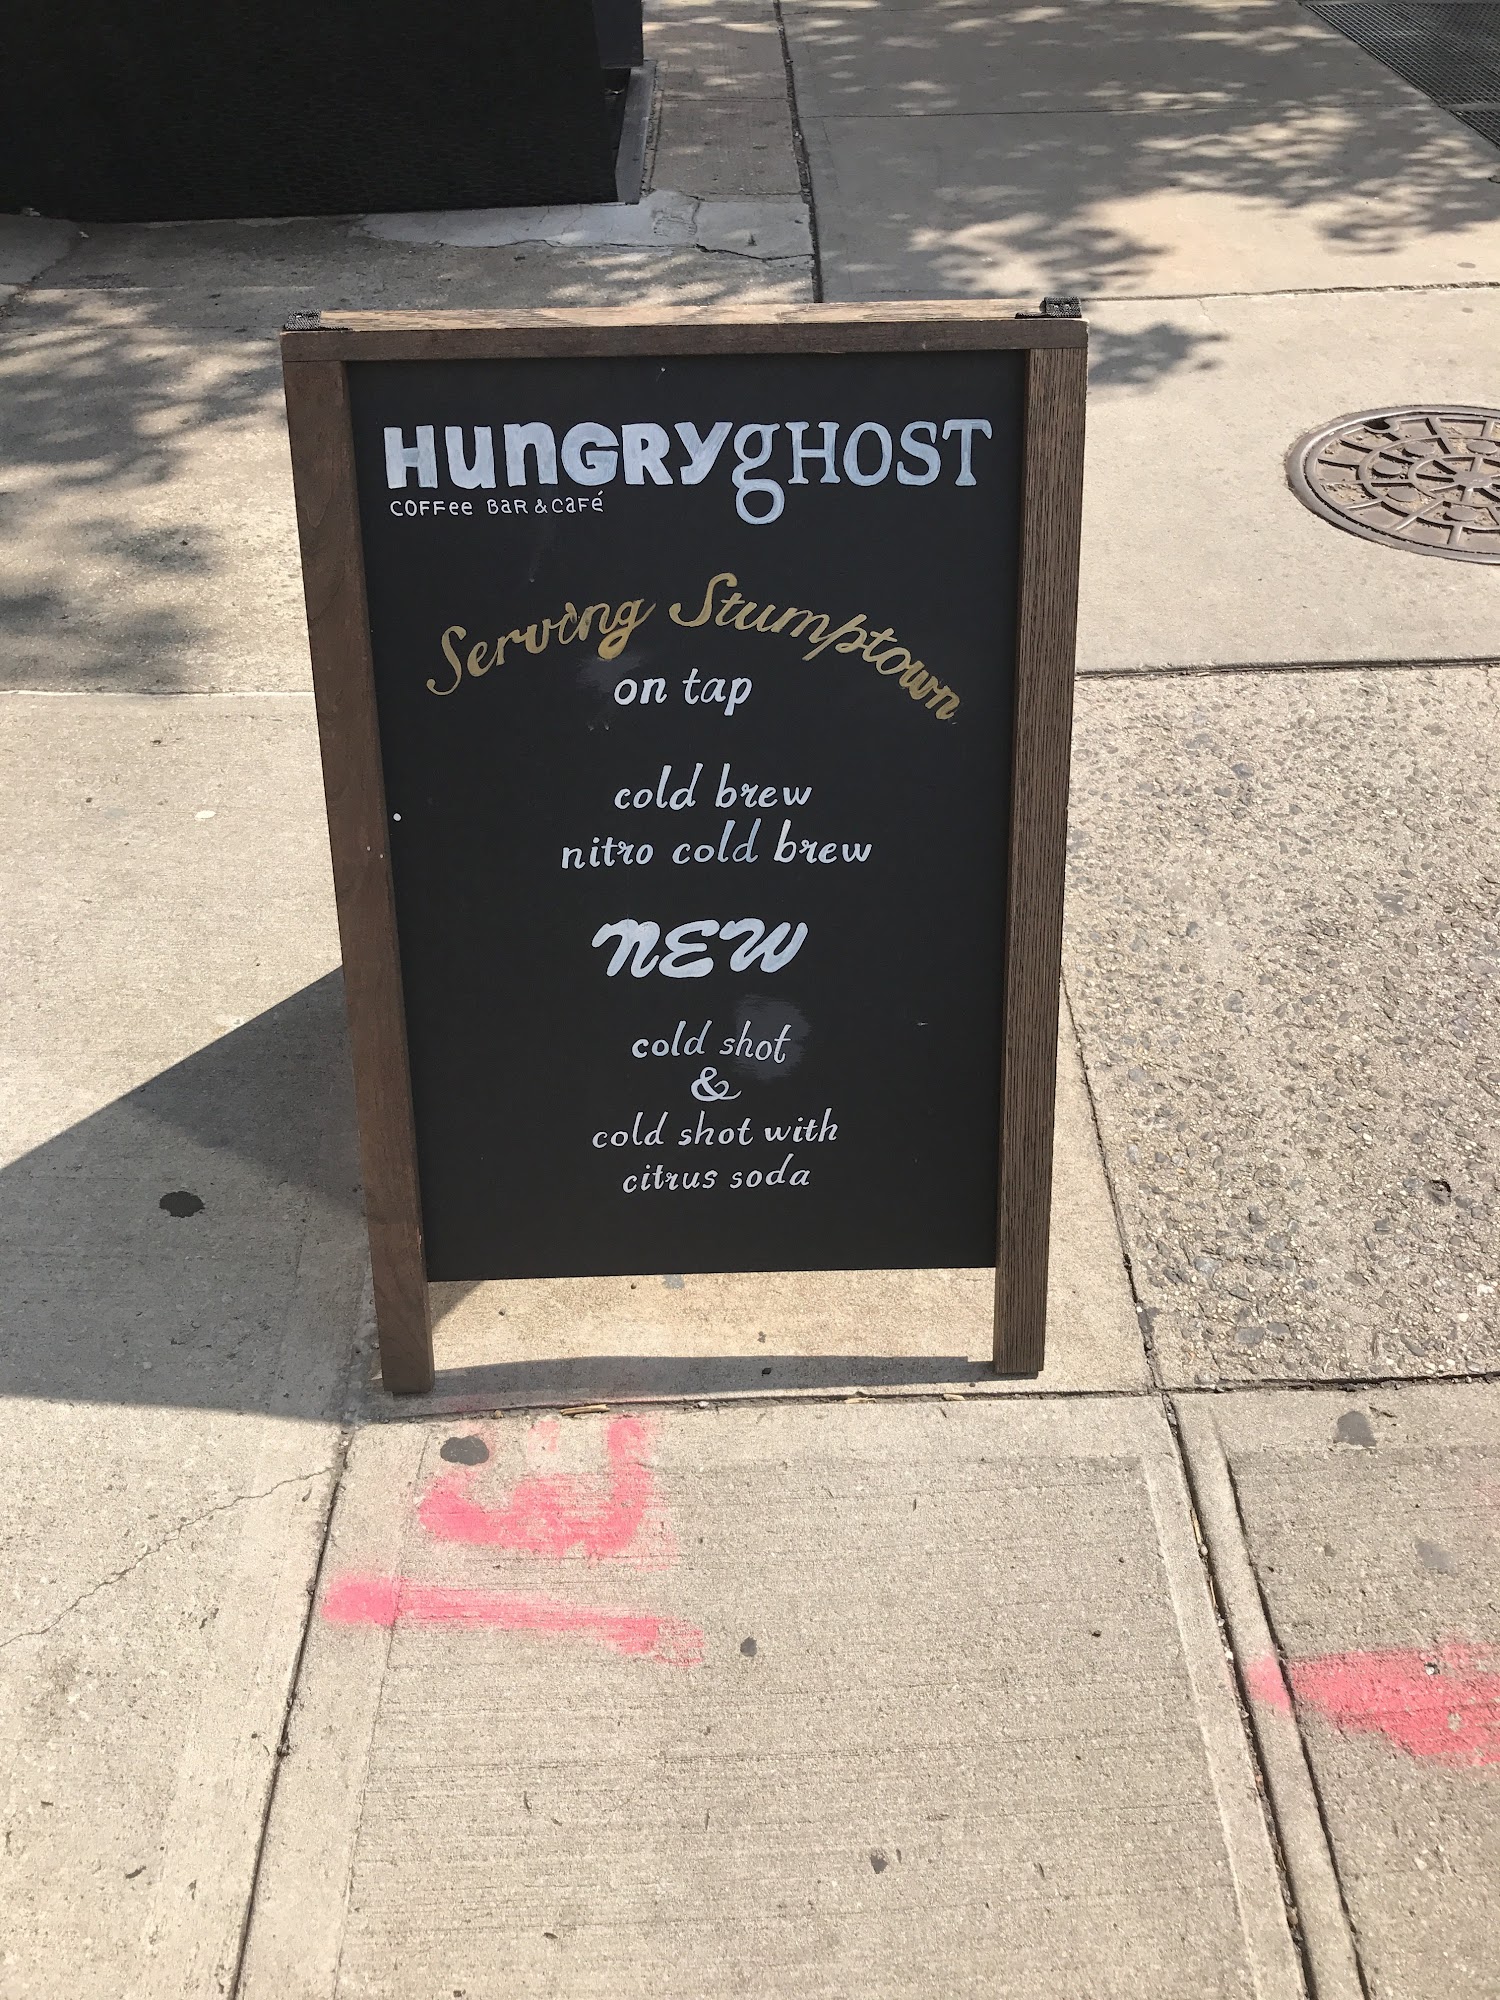 HUNGRYgHOST
COFFee BaR & CaFé
Serving Stumptown
on tap
cold brew
nitro cold brew
NEW
cold shot
&
cold shot with
citrus soda